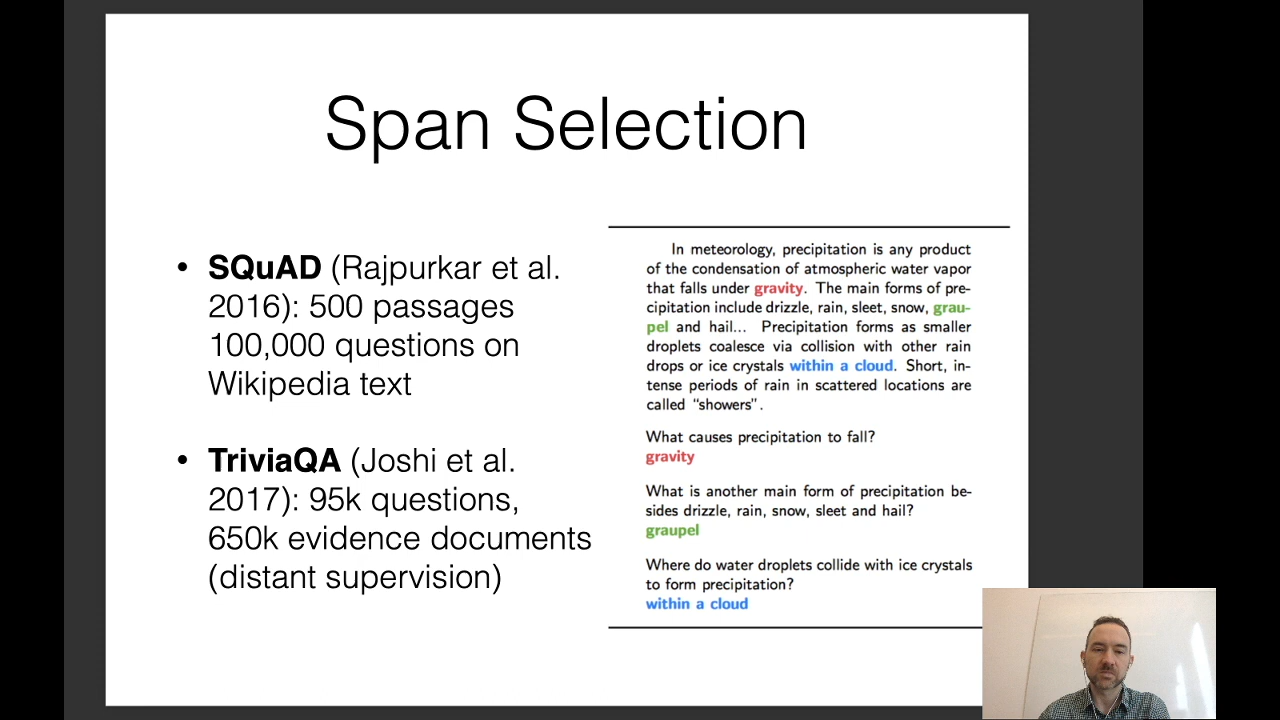 Span Selection
• SQuAD (Rajpurkar et al.
2016): 500 passages
100,000 questions on
Wikipedia text
• TriviaQA (Joshi et al.
2017): 95k questions,
650k evidence documents
(distant supervision)
In meteorology, precipitation is any product
of the condensation of atmospheric water vapor
that falls under gravity. The main forms of pre-
cipitation include drizzle, rain, sleet, snow, grau-
pel and hail... Precipitation forms as smaller
droplets coalesce via collision with other rain
drops or ice crystals within a cloud. Short, in-
tense periods of rain in scattered locations are
called “showers”.
What causes precipitation to fall?
gravity
What is another main form of precipitation be-
sides drizzle, rain, snow, sleet and hail?
graupel
Where do water droplets collide with ice crystals
to form precipitation?
within a cloud